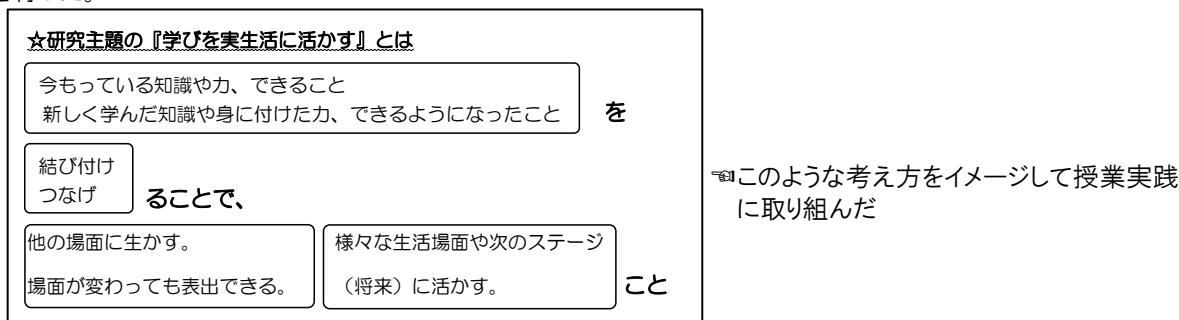 ☆研究主題の『学びを実生活に活かす』とは
今もっている知識や力、できること
新しく学んだ知識や身に付けた力、できるようになったこと
を
結び付け
つなげ
ることで、
他の場面に生かす。
場面が変わっても表出できる。
様々な生活場面や次のステージ
（将来）に活かす。
こと
☜このような考え方をイメージして授業実践
に取り組んだ